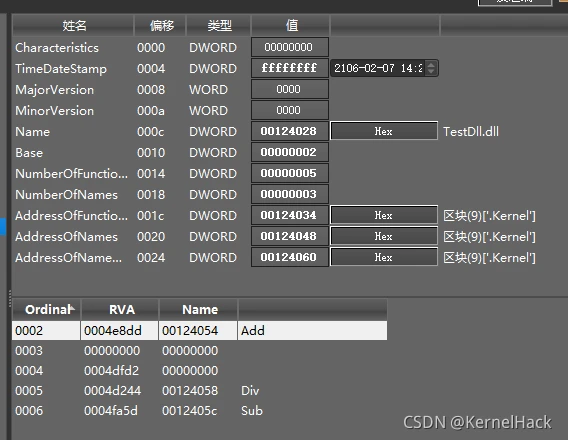 姓名 偏移 类型 值
Characteristics 0000 DWORD 00000000
TimeDateStamp 0004 DWORD ffffffff 2106-02-07 14:2
MajorVersion 0008 WORD 0000
MinorVersion 000a WORD 0000
Name 000c DWORD 00124028 Hex TestDll.dll
Base 0010 DWORD 00000002
NumberOfFunctio... 0014 DWORD 00000005
NumberOfNames 0018 DWORD 00000003
AddressOfFunctio... 001c DWORD 00124034 Hex 区块(9)['.Kernel']
AddressOfNames 0020 DWORD 00124048 Hex 区块(9)['.Kernel']
AddressOfName... 0024 DWORD 00124060 Hex 区块(9)['.Kernel']
Ordinal RVA Name
0002 0004e8dd 00124054 Add
0003 00000000 00000000
0004 0004dfd2 00000000
0005 0004d244 00124058 Div
0006 0004fa5d 0012405c Sub
CSDN @KernelHack